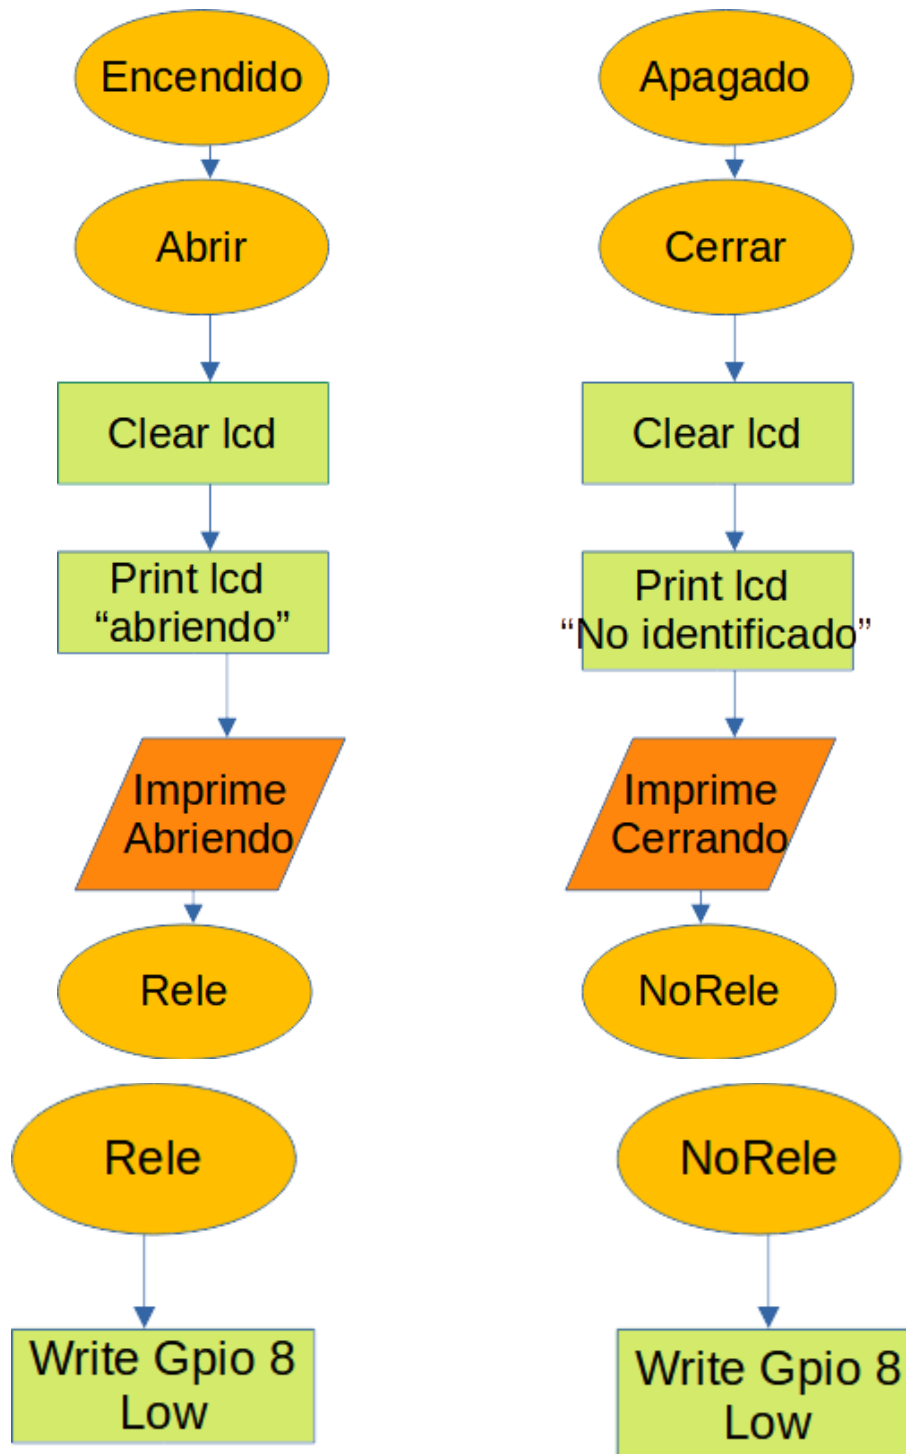 Encendido
Abrir
Clear lcd
Print lcd
“abriendo”
Imprime
Abriendo
Rele
Apagado
Cerrar
Clear lcd
Print lcd
“No identificado”
Imprime
Cerrando
NoRele
Rele
Write Gpio 8
Low
NoRele
Write Gpio 8
Low